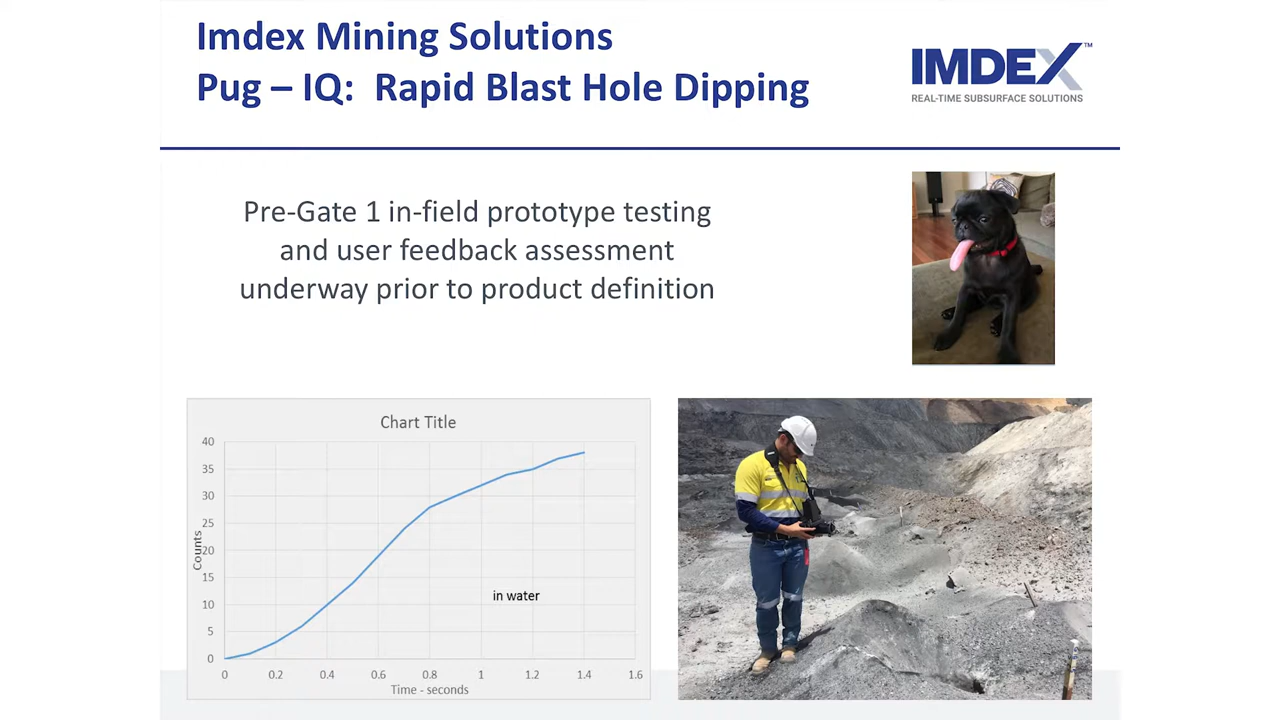 Imdex Mining Solutions
Pug – IQ: Rapid Blast Hole Dipping
IMDEX™
REAL-TIME SUBSURFACE SOLUTIONS
Pre-Gate 1 in-field prototype testing
and user feedback assessment
underway prior to product definition
Chart Title
40
35
30
25
20
15
10
5
0
Counts
in water
0 0.2 0.4 0.6 0.8 1 1.2 1.4 1.6
Time - seconds